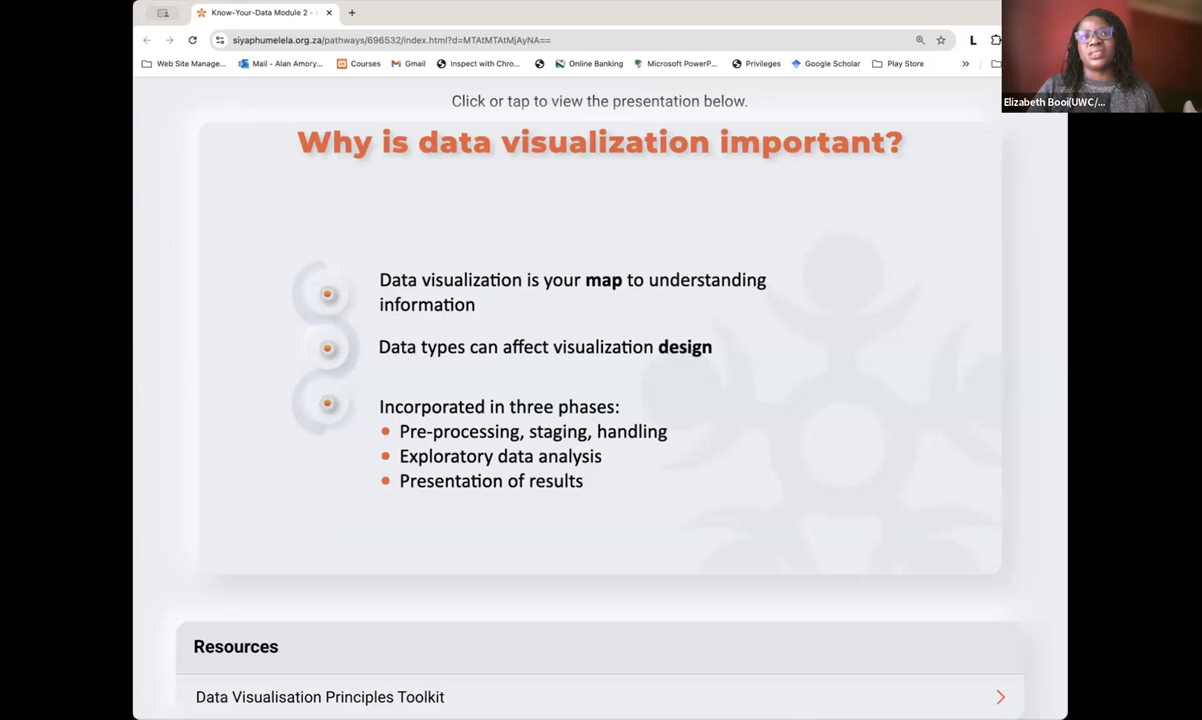 Know-Your-Data Module 2 -
siyaphumelela.org.za/pathways/696532/index.html?d=MTAtMTAtMjAyNA==
Web Site Manage... Mail - Alan Amory,... Courses Gmail Inspect with Chro... Online Banking Microsoft PowerP... Privileges Google Scholar Play Store »
Elizabeth Booi(UWC/...
Click or tap to view the presentation below.
Why is data visualization important?
Data visualization is your map to understanding
information
Data types can affect visualization design
Incorporated in three phases:
• Pre-processing, staging, handling
• Exploratory data analysis
• Presentation of results
Resources
Data Visualisation Principles Toolkit